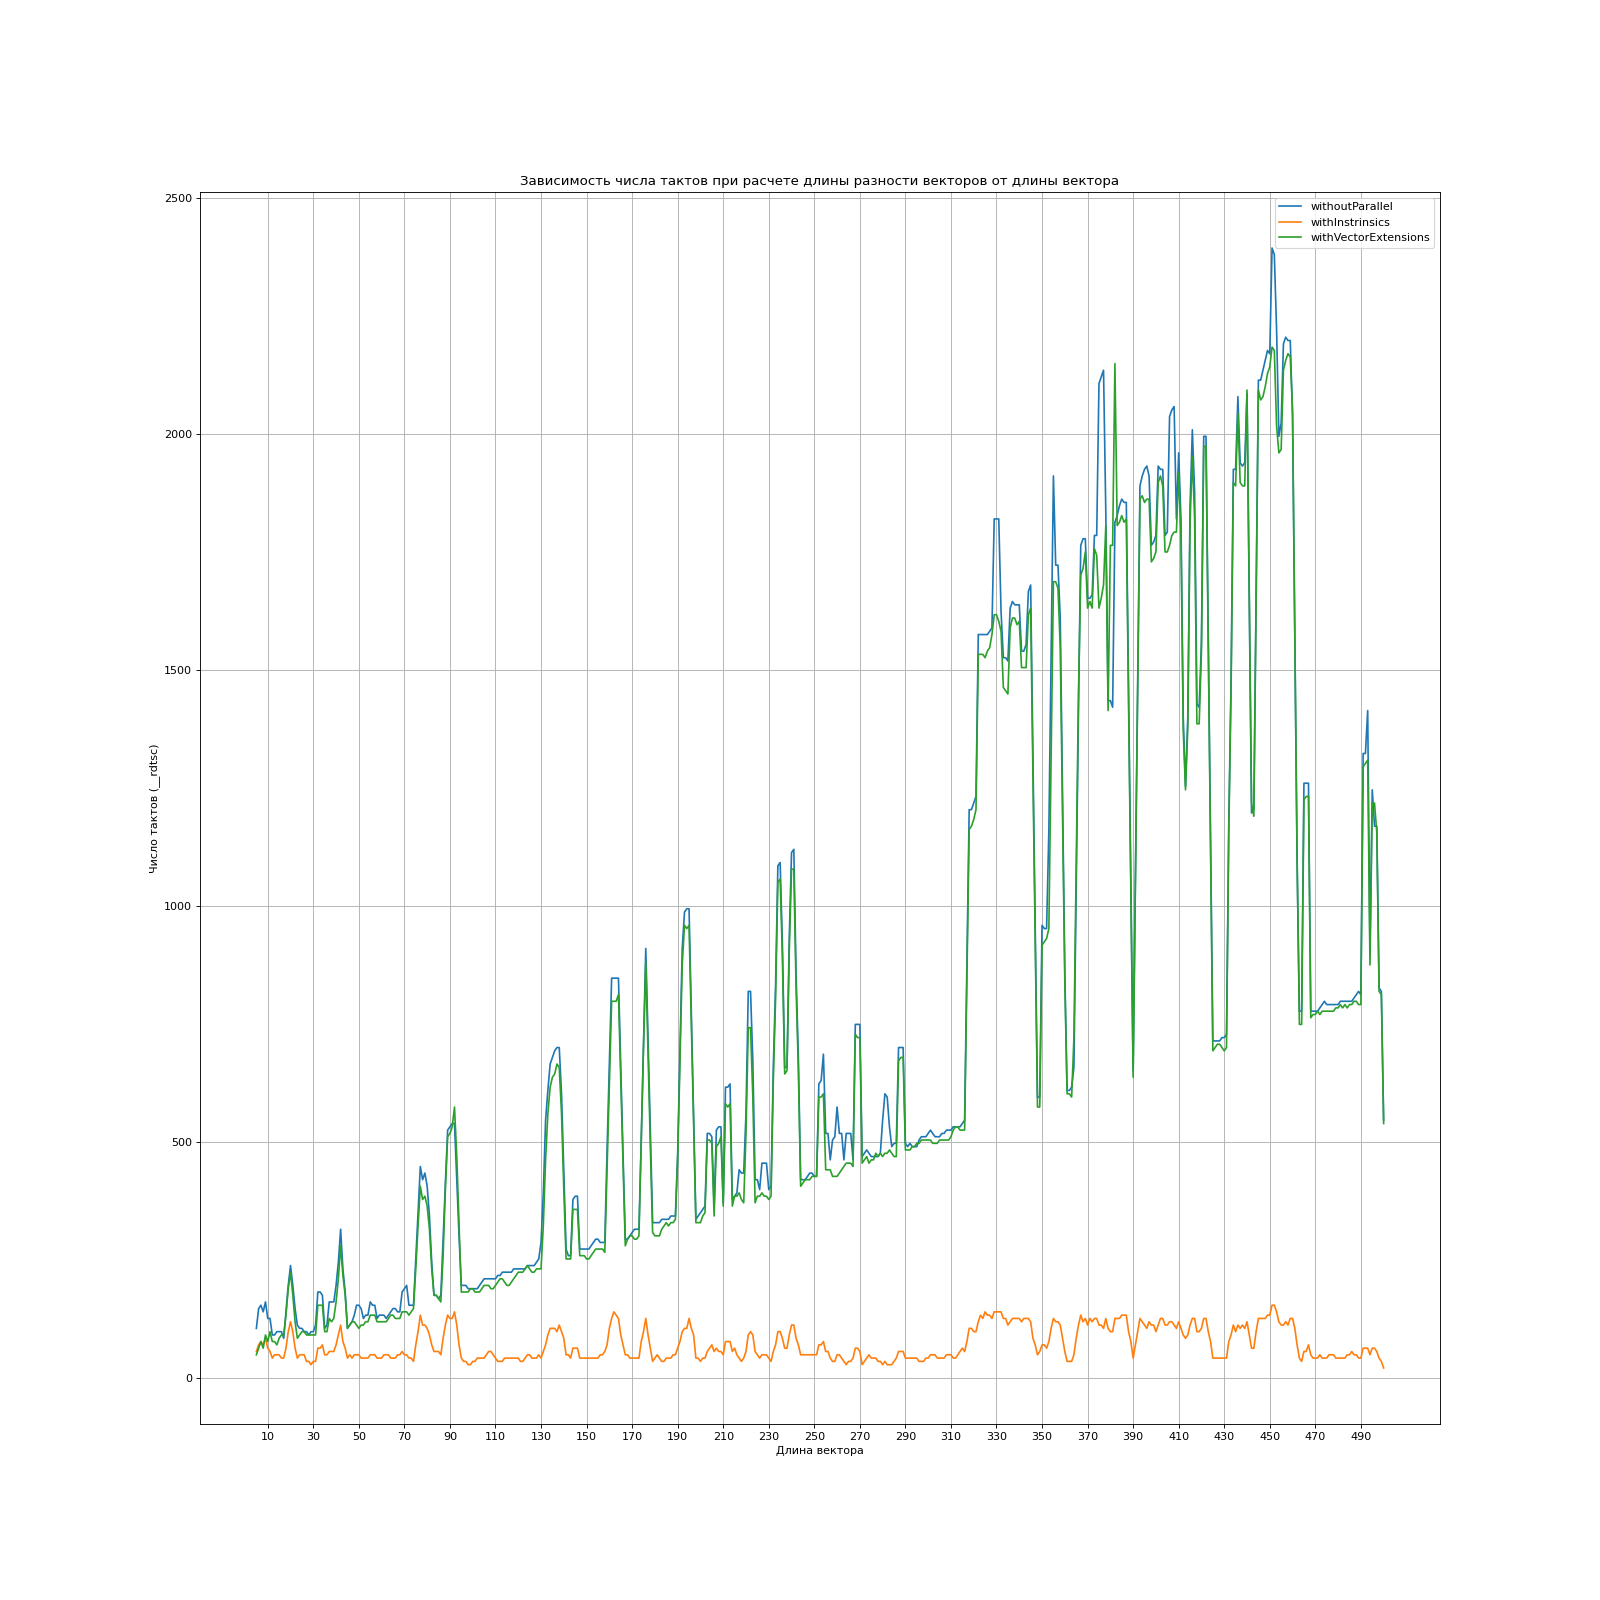 Зависимость числа тактов при расчете длины разности векторов от длины вектора
withoutParallel
withInstrinsics
withVectorExtensions
2500
2000
1500
1000
500
0
Число тактов (__rdtsc)
10 30 50 70 90 110 130 150 170 190 210 230 250 270 290 310 330 350 370 390 410 430 450 470 490
Длина вектора